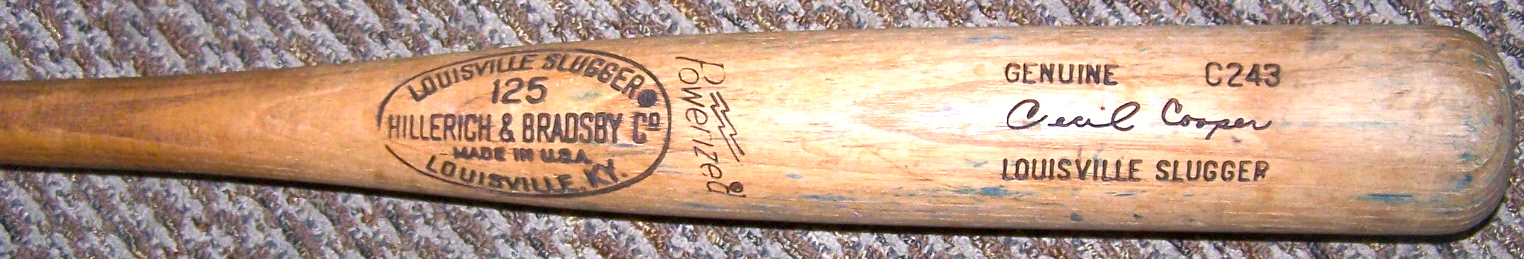 LOUISVILLE SLUGGER
125
HILLERICH & BRADSBY Cº
MADE IN U.S.A.
LOUISVILLE, KY.
Powerized
GENUINE C243
Cecil Cooper
LOUISVILLE SLUGGER